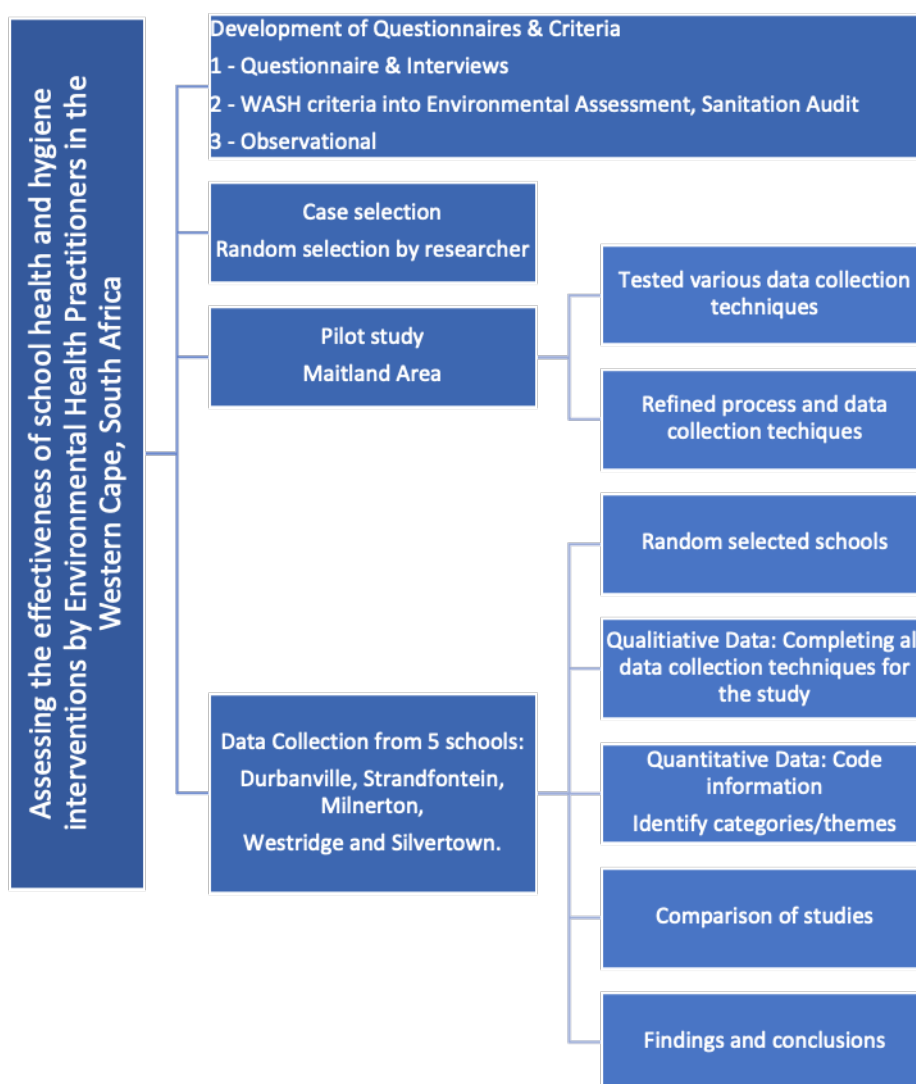 Assessing the effectiveness of school health and hygiene
interventions by Environmental Health Practitioners in the
Western Cape, South Africa
Development of Questionnaires & Criteria
1 - Questionnaire & Interviews
2 - WASH criteria into Environmental Assessment, Sanitation Audit
3 - Observational
Case selection
Random selection by researcher
Pilot study
Maitland Area
Tested various data collection
techniques
Refined process and data
collection techiques
Data Collection from 5 schools:
Durbanville, Strandfontein,
Milnerton,
Westridge and Silvertown.
Random selected schools
Qualitiative Data: Completing al
data collection techniques for
the study
Quantitative Data: Code
information
Identify categories/themes
Comparison of studies
Findings and conclusions